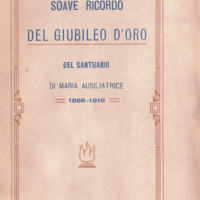 SOAVE RICORDO
DEL GIUBILEO D'ORO
DEL SANTUARIO
DI MARIA AUSILIATRICE
1868-1918